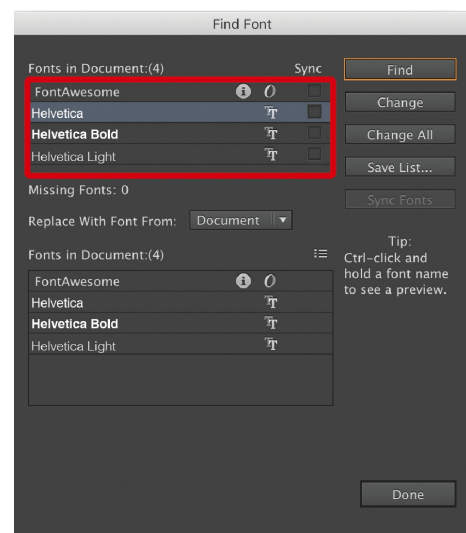 Find Font
Fonts in Document:(4)
Sync
FontAwesome
Helvetica
Helvetica Bold
Helvetica Light
Missing Fonts: 0
Replace With Font From: Document
Fonts in Document:(4)
FontAwesome
Helvetica
Helvetica Bold
Helvetica Light
Find
Change
Change All
Save List...
Sync Fonts
Tip:
Ctrl-click and
hold a font name
to see a preview.
Done